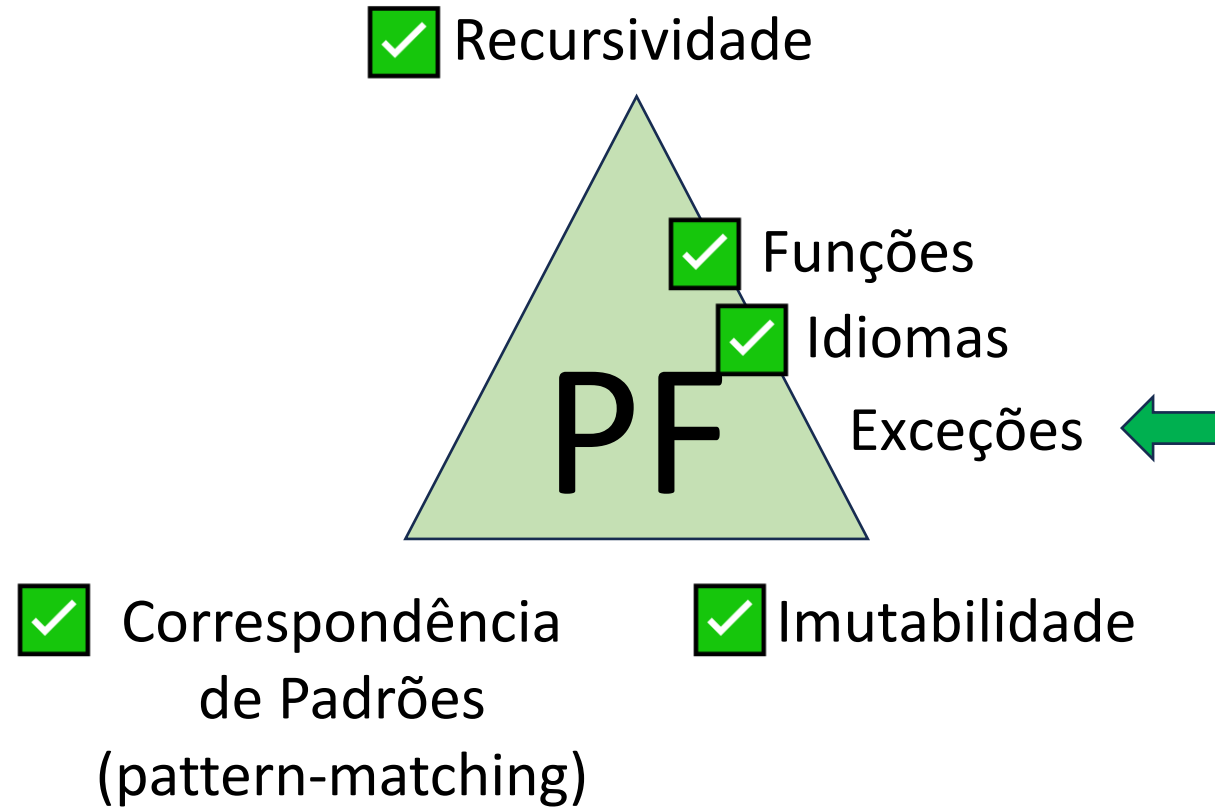 Recursividade
Funções
Idiomas
PF
Exceções
Correspondência
de Padrões
(pattern-matching)
Imutabilidade